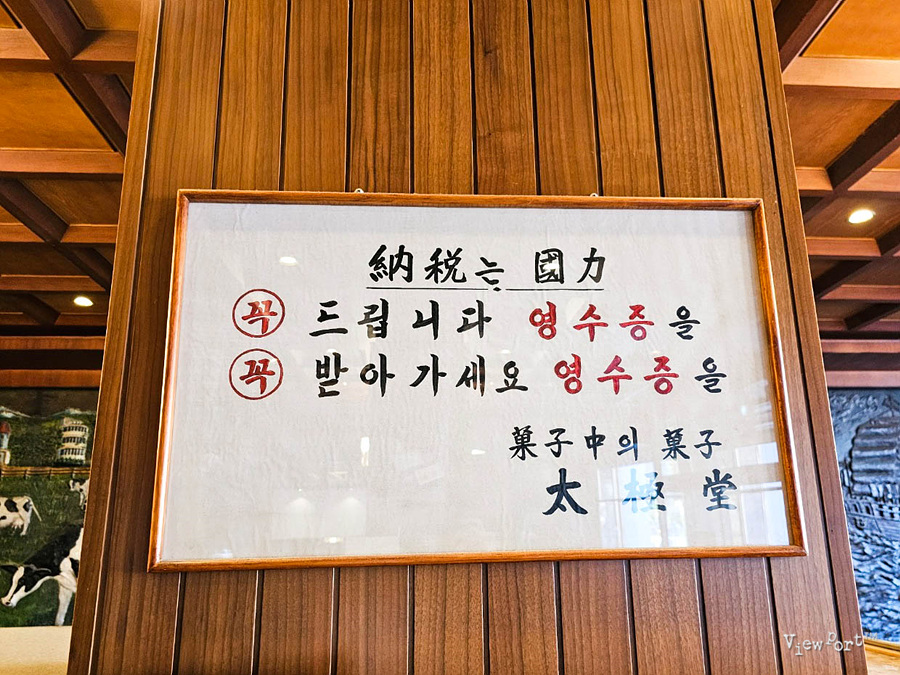 納税는 國力
꼭 드립니다 영수증을
꼭 받아가세요 영수증을
菓子中의 菓子
太極堂
ViewPort